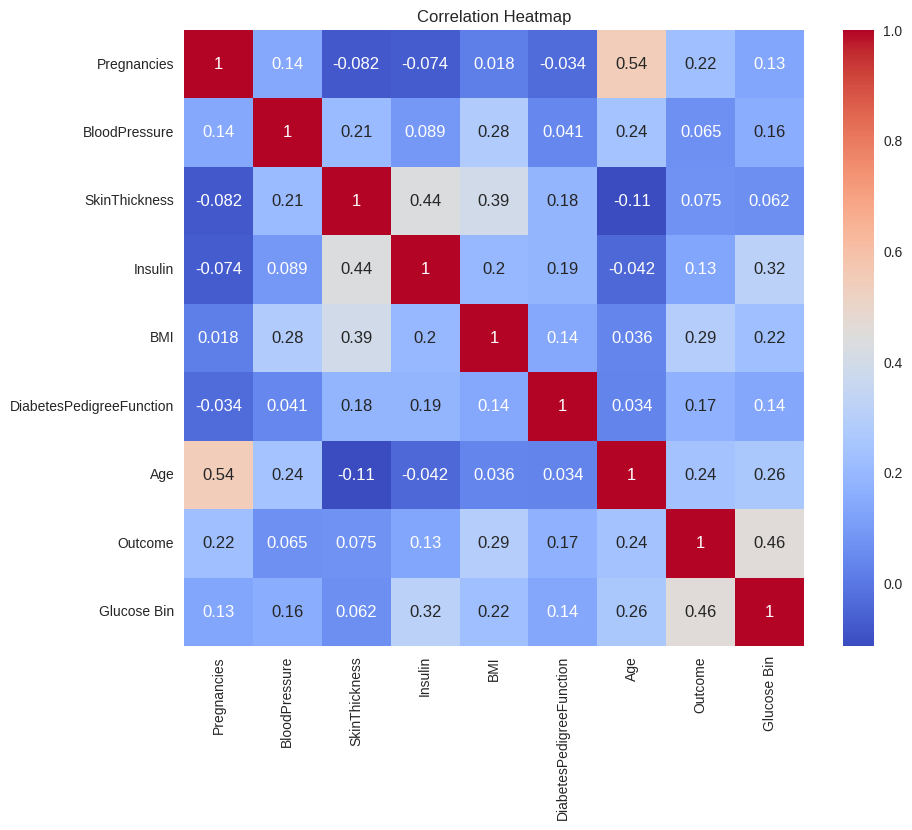 Correlation Heatmap
Pregnancies 1 0.14 -0.082 -0.074 0.018 -0.034 0.54 0.22 0.13
BloodPressure 0.14 1 0.21 0.089 0.28 0.041 0.24 0.065 0.16
SkinThickness -0.082 0.21 1 0.44 0.39 0.18 -0.11 0.075 0.062
Insulin -0.074 0.089 0.44 1 0.2 0.19 -0.042 0.13 0.32
BMI 0.018 0.28 0.39 0.2 1 0.14 0.036 0.29 0.22
DiabetesPedigreeFunction -0.034 0.041 0.18 0.19 0.14 1 0.034 0.17 0.14
Age 0.54 0.24 -0.11 -0.042 0.036 0.034 1 0.24 0.26
Outcome 0.22 0.065 0.075 0.13 0.29 0.17 0.24 1 0.46
Glucose Bin 0.13 0.16 0.062 0.32 0.22 0.14 0.26 0.46 1
Pregnancies
BloodPressure
SkinThickness
Insulin
BMI
DiabetesPedigreeFunction
Age
Outcome
Glucose Bin
1.0
0.8
0.6
0.4
0.2
0.0